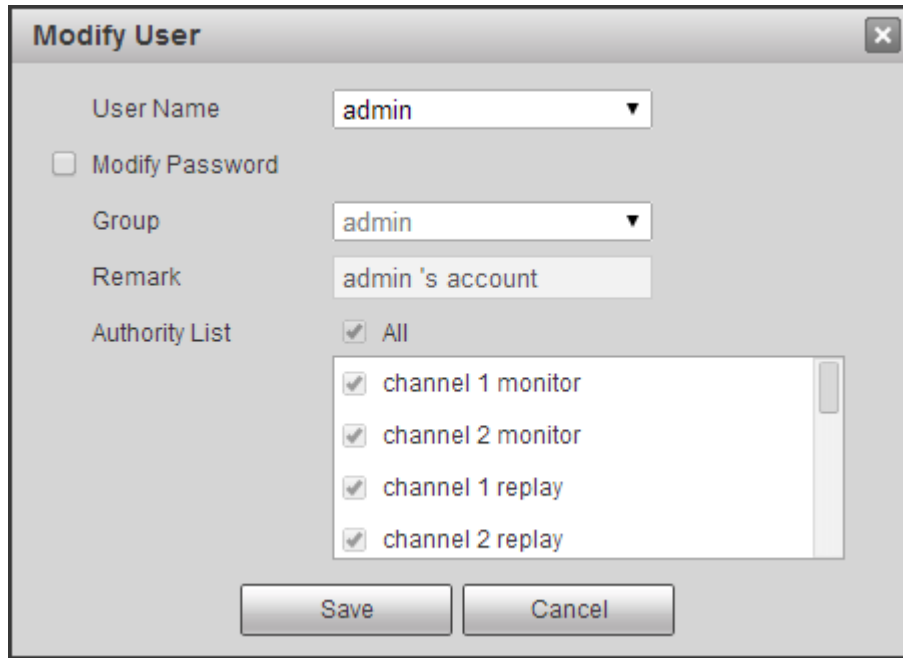 Modify User
User Name admin
Modify Password
Group admin
Remark admin 's account
Authority List All
channel 1 monitor
channel 2 monitor
channel 1 replay
channel 2 replay
Save Cancel